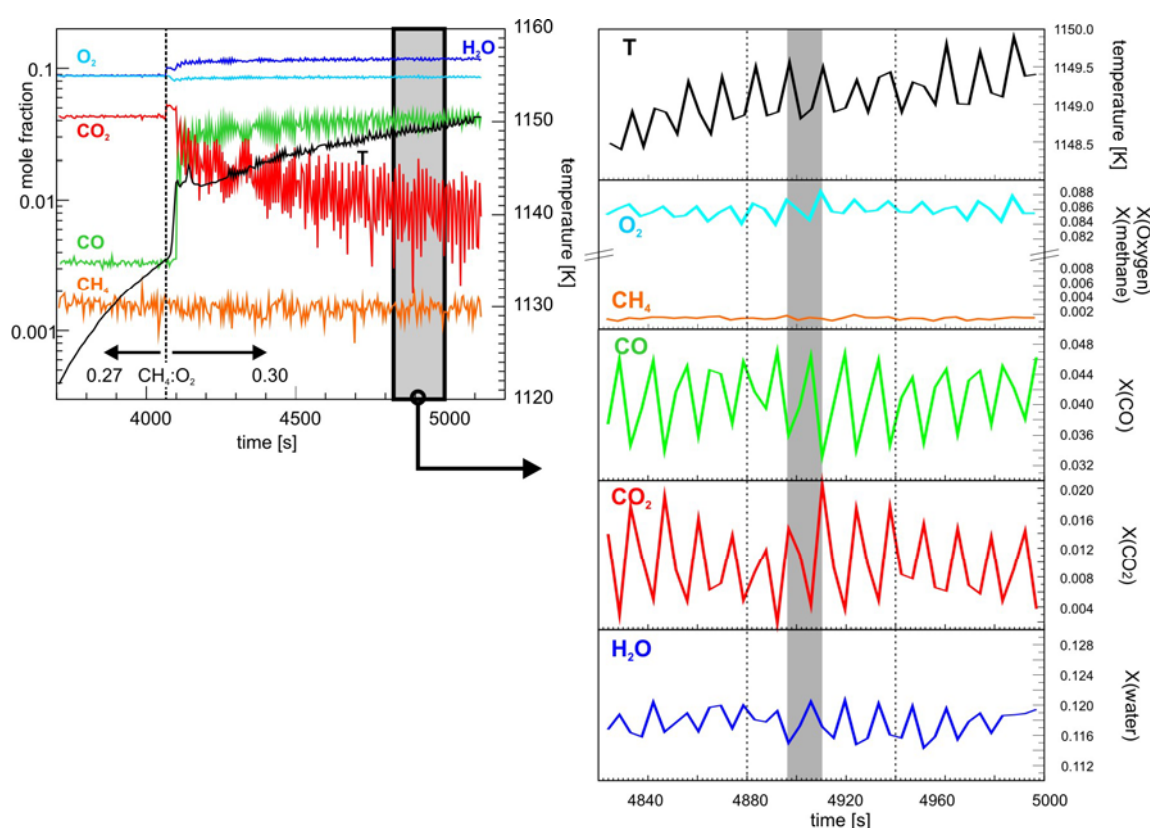 1160
1150
1140
1130
1120
temperature [K]
0.1
0.01
0.001
mole fraction
O2
H2O
CO2
T
CO
CH4
0.27 CH4:O2 0.30
4000 4500 5000
time [s]
T
1150.0
1149.5
1149.0
1148.5
temperature [K]
O2
0.088
0.086
0.084
0.082
0.008
0.006
0.004
0.002
X(Oxygen)
X(methane)
CH4
CO
0.048
0.044
0.040
0.036
0.032
X(CO)
CO2
0.020
0.016
0.012
0.008
0.004
X(CO2)
H2O
0.128
0.124
0.120
0.116
0.112
X(water)
4840 4880 4920 4960 5000
time [s]